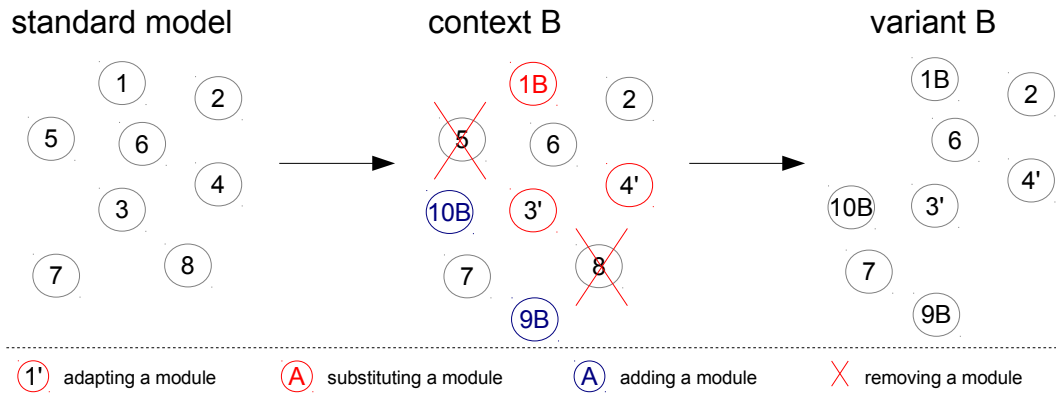 standard model
1
2
5
6
4
3
8
7
context B
1B
2
5
6
4'
10B
3'
8
7
9B
variant B
1B
2
6
4'
10B
3'
7
9B
1' adapting a module
A substituting a module
A adding a module
removing a module